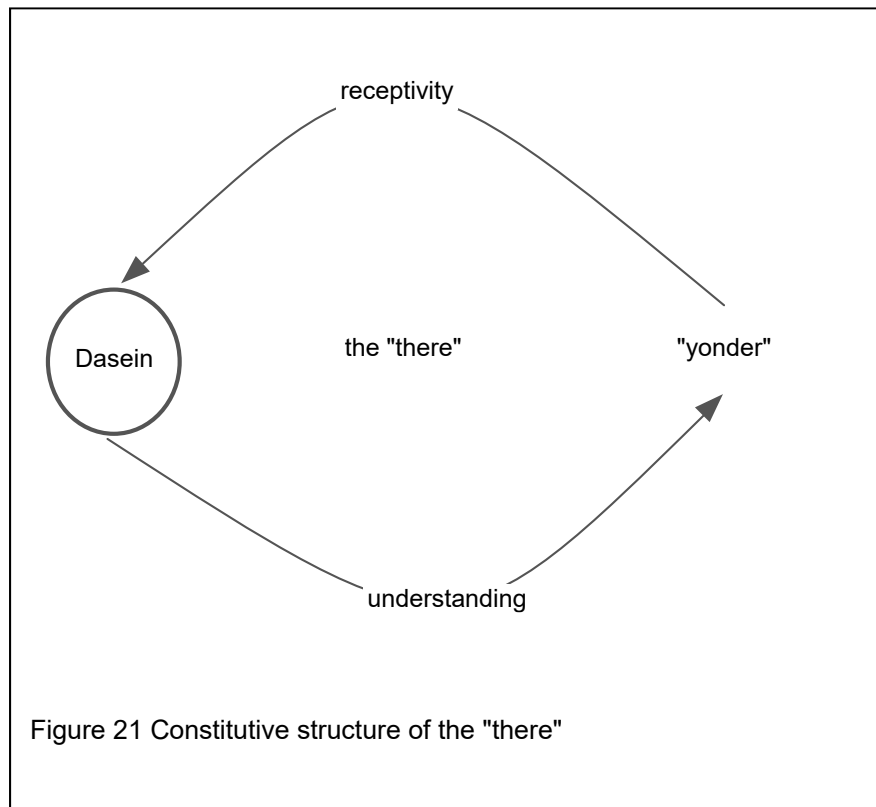 receptivity
Dasein
the "there"
"yonder"
understanding
Figure 21 Constitutive structure of the "there"